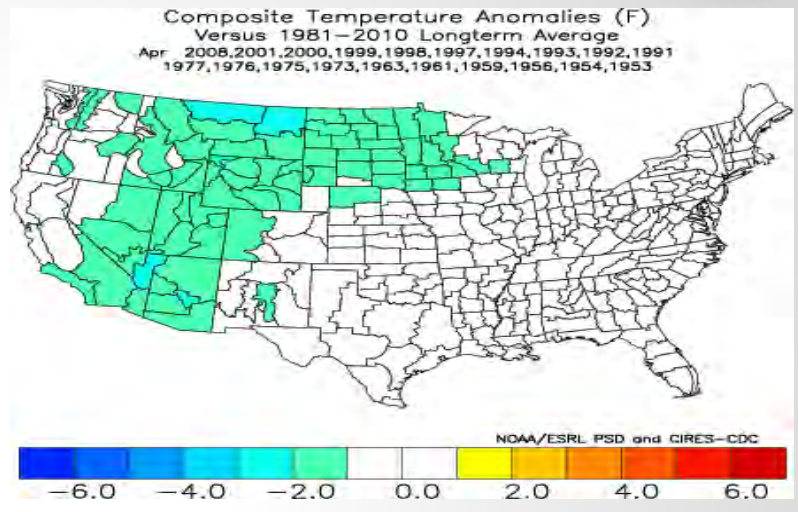 Composite Temperature Anomalies (F)
Versus 1981-2010 Longterm Average
Apr 2008,2001,2000,1999,1998,1997,1994,1993,1992,1991
1977,1976,1975,1973,1963,1961,1959,1956,1954,1953
NOAA/ESRL PSD and CIRES-CDC
-6.0 -4.0 -2.0 0.0 2.0 4.0 6.0